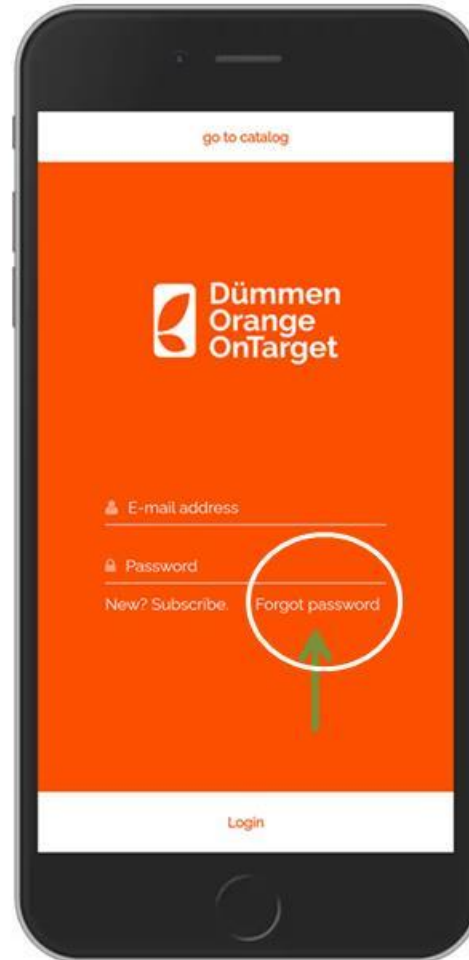 go to catalog
Dümmen
Orange
OnTarget
E-mail address
Password
New? Subscribe. Forgot password
Login